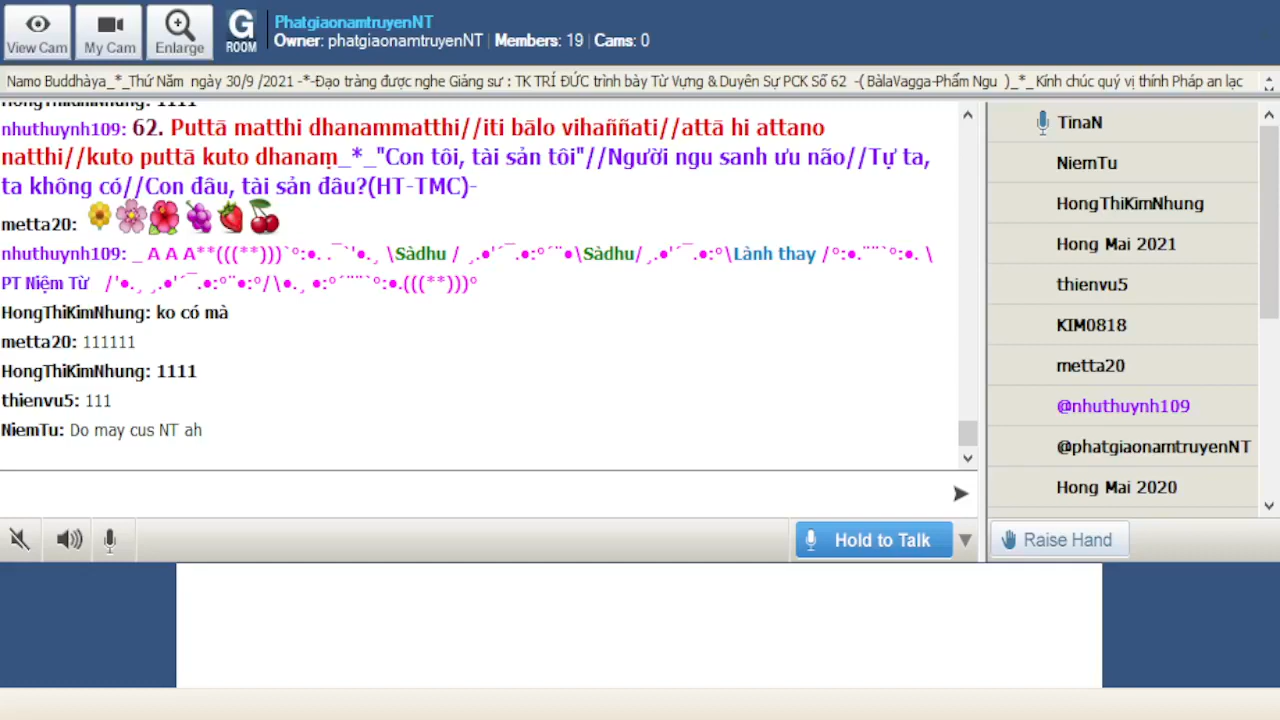 View Cam
My Cam
Enlarge
G
ROOM
PhatgiaonamtruyenNT
Owner: phatgiaonamtruyenNT | Members: 19 | Cams: 0
Namo Buddhàya_*_Thứ Năm ngày 30/9 /2021 -*-Đạo tràng được nghe Giảng sư : TK TRÍ ĐỨC trình bày Từ Vựng & Duyên Sự PCK Số 62 -( BàlaVagga-Phẩm Ngu )_*_ Kính chúc quý vị thính Pháp an lạc
HongThiKimNhung: 1111
nhuthuynh109: 62. Puttā matthi dhanammatthi//iti bālo vihaññati//attā hi attano
natthi//kuto puttā kuto dhanaṃ_*_"Con tôi, tài sản tôi"//Người ngu sanh ưu não//Tự ta,
ta không có//Con đâu, tài sản đâu?(HT-TMC)-
metta20:
nhuthuynh109: _ A A A**(((**)))`°:•. .¯`'•.¸ \Sàdhu / ¸.•'´¯.•:°´¨•\Sàdhu/¸.•'´¯.•:°\Lành thay /°:•.¨¨`°:•. \
PT Niệm Từ /'•.¸ ¸.•'´¯.•:°¨•:°/\•.¸ •:°´¨¨`°:•.(((**)))°
HongThiKimNhung: ko có mà
metta20: 111111
HongThiKimNhung: 1111
thienvu5: 111
NiemTu: Do may cus NT ah
Hold to Talk
TinaN
NiemTu
HongThiKimNhung
Hong Mai 2021
thienvu5
KIM0818
metta20
@nhuthuynh109
@phatgiaonamtruyenNT
Hong Mai 2020
Raise Hand